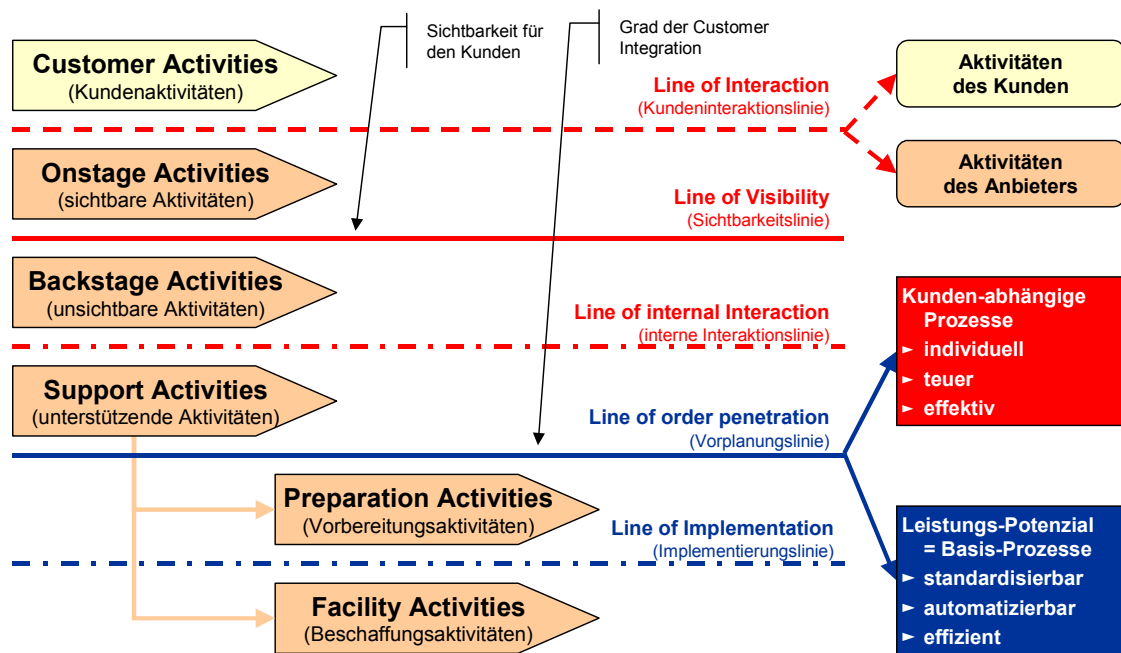 Sichtbarkeit für
den Kunden
Grad der Customer
Integration
Customer Activities
(Kundenaktivitäten)
Line of Interaction
(Kundeninteraktionslinie)
Aktivitäten
des Kunden
Onstage Activities
(sichtbare Aktivitäten)
Aktivitäten
des Anbieters
Line of Visibility
(Sichtbarkeitslinie)
Backstage Activities
(unsichtbare Aktivitäten)
Line of internal Interaction
(interne Interaktionslinie)
Kunden-abhängige
Prozesse
► individuell
► teuer
► effektiv
Support Activities
(unterstützende Aktivitäten)
Line of order penetration
(Vorplanungslinie)
Preparation Activities
(Vorbereitungsaktivitäten)
Line of Implementation
(Implementierungslinie)
Leistungs-Potenzial
= Basis-Prozesse
► standardisierbar
► automatizierbar
► effizient
Facility Activities
(Beschaffungsaktivitäten)